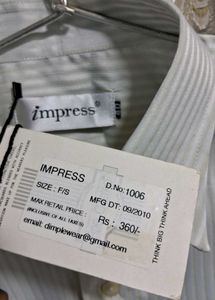 impress®
IMPRESS
SIZE : F/S
MAX RETAIL PRICE :
(INCLUSIVE OF ALL TAXES)
email. dimplewear@gmail.com
D.No: 1006
MFG DT: 09/2010
Rs : 360/-
THINK BIG THINK AHEAD